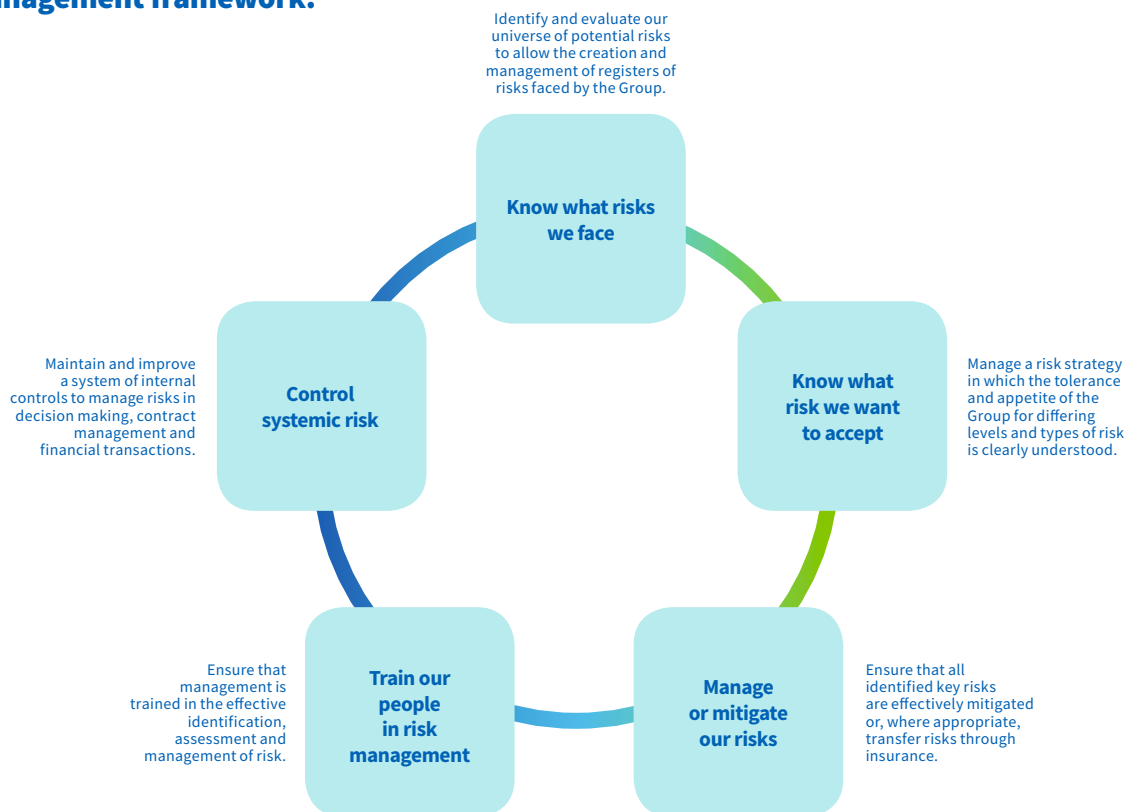 management framework.
Identify and evaluate our
universe of potential risks
to allow the creation and
management of registers of
risks faced by the Group.
Know what risks
we face
Know what
risk we want
to accept
Manage a risk strategy
in which the tolerance
and appetite of the
Group for differing
levels and types of risk
is clearly understood.
Manage
or mitigate
our risks
Ensure that all
identified key risks
are effectively mitigated
or, where appropriate,
transfer risks through
insurance.
Train our
people
in risk
management
Ensure that
management is
trained in the effective
identification,
assessment and
management of risk.
Control
systemic risk
Maintain and improve
a system of internal
controls to manage risks in
decision making, contract
management and
financial transactions.